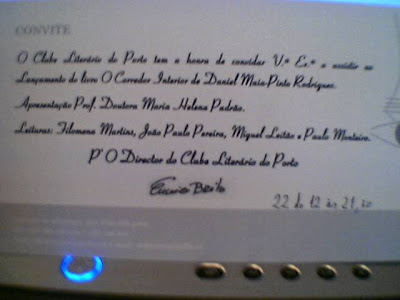 CONVITE
O Clube Literário do Porto tem a honra de convidar V.ª Ex.ª a assistir ao
Lançamento do livro O Corredor Interior de Daniel Maia-Pinto Rodrigues.
Apresentação Prof. Doutora Maria Helena Padrão.
Leituras: Filomena Martins, João Paulo Pereira, Miguel Leitão e Paulo Monteiro.
Pº O Director do Clube Literário do Porto
22 de 12 às 21,30